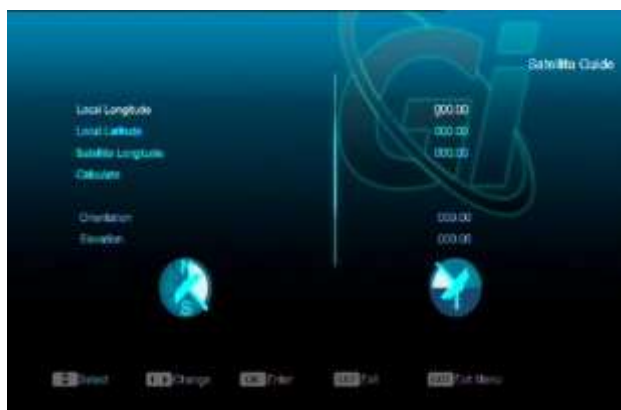 Satellite Guide
Local Longitude 000.00
Local Latitude 000.00
Satellite Longitude 000.00
Calculate
Orientation 000.00
Elevation 000.00
Select Change OK Enter Exit Exit Menu